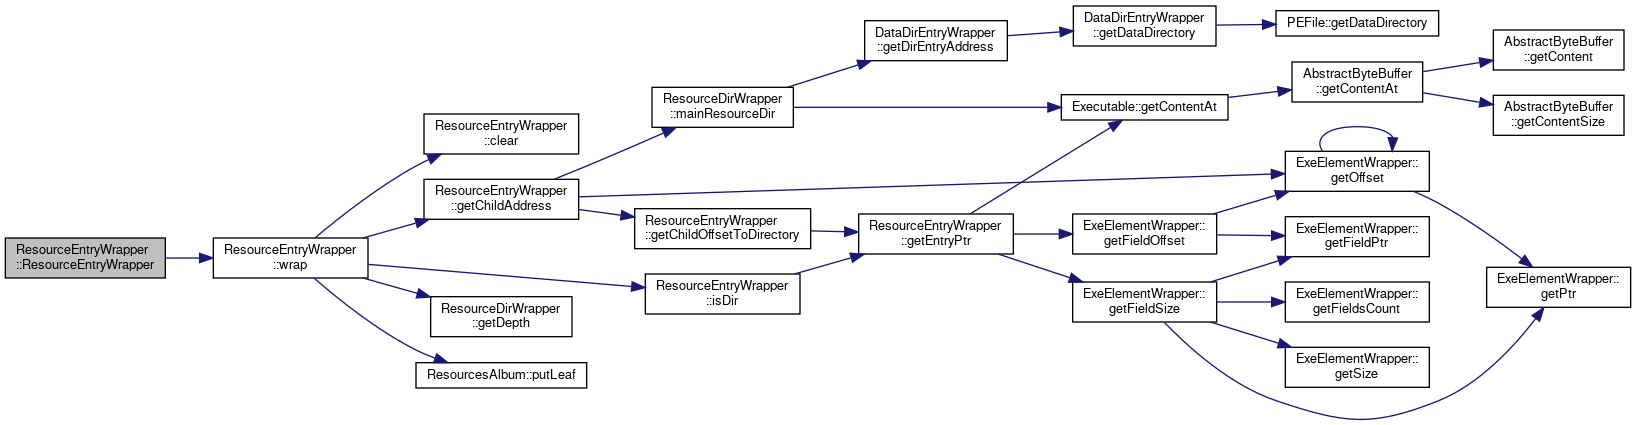 ResourceEntryWrapper
::ResourceEntryWrapper
ResourceEntryWrapper
::wrap
ResourceEntryWrapper
::clear
ResourceEntryWrapper
::getChildAddress
ResourceDirWrapper
::getDepth
ResourcesAlbum::putLeaf
ResourceDirWrapper
::mainResourceDir
ResourceEntryWrapper
::getChildOffsetToDirectory
ResourceEntryWrapper
::isDir
DataDirEntryWrapper
::getDirEntryAddress
ResourceEntryWrapper
::getEntryPtr
DataDirEntryWrapper
::getDataDirectory
Executable::getContentAt
ExeElementWrapper::
getFieldOffset
ExeElementWrapper::
getFieldSize
PEFile::getDataDirectory
AbstractByteBuffer
::getContentAt
ExeElementWrapper::
getOffset
ExeElementWrapper::
getFieldPtr
ExeElementWrapper::
getFieldsCount
ExeElementWrapper::
getSize
AbstractByteBuffer
::getContent
AbstractByteBuffer
::getContentSize
ExeElementWrapper::
getPtr